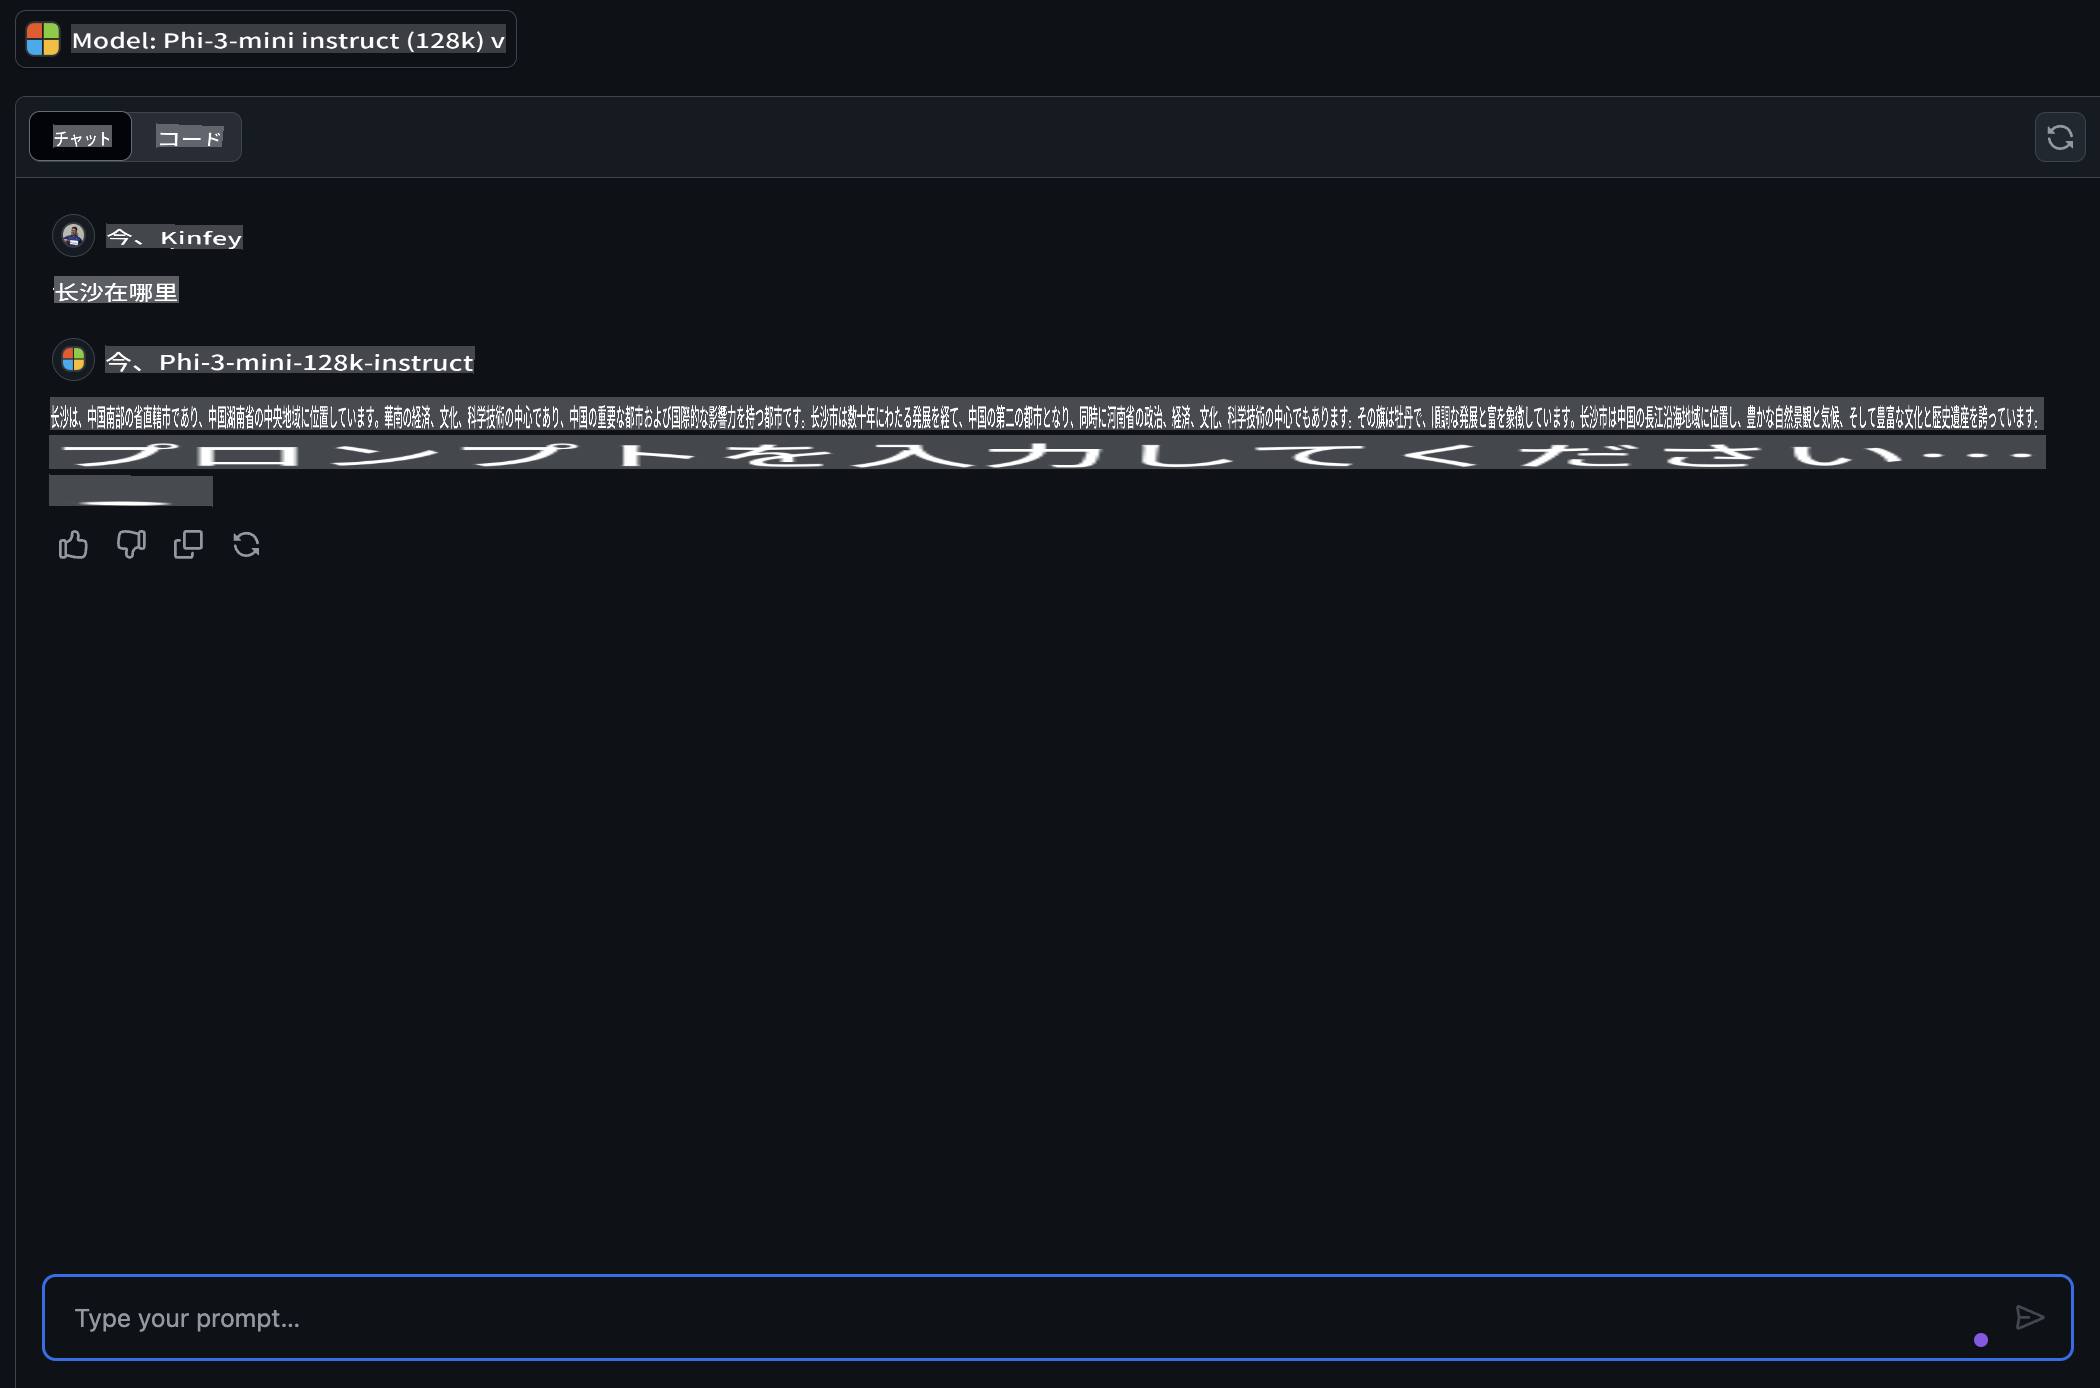 Model: Phi-3-mini instruct (128k) v
チャット
コード
今、Kinfey
长沙在哪里
今、Phi-3-mini-128k-instruct
长沙は、中国南部の省直轄市であり、中国湖南省の中央地域に位置しています。華南の経済、文化、科学技術の中心であり、中国の重要な都市および国際的な影響力を持つ都市です。长沙市は数十年にわたる発展を経て、中国の第二の都市となり、同時に河南省の政治、経済、文化、科学技術の中心でもあります。その旗は牡丹で、順調な発展と富を象徴しています。长沙市は中国の長江沿海地域に位置し、豊かな自然景観と気候、そして豊富な文化と歴史遺産を誇っています。
プロンプトを入力してください…
Type your prompt...